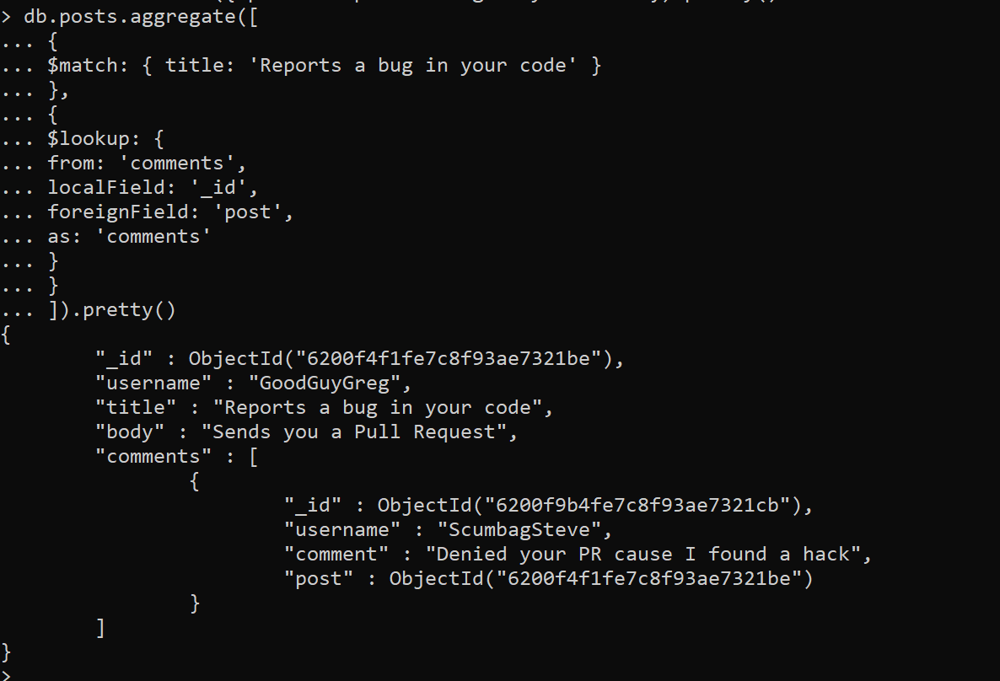 > db.posts.aggregate([
... {
... $match: { title: 'Reports a bug in your code' }
... },
... {
... $lookup: {
... from: 'comments',
... localField: '_id',
... foreignField: 'post',
... as: 'comments'
... }
... }
... ]).pretty()
{
        "_id" : ObjectId("6200f4f1fe7c8f93ae7321be"),
        "username" : "GoodGuyGreg",
        "title" : "Reports a bug in your code",
        "body" : "Sends you a Pull Request",
        "comments" : [
                {
                        "_id" : ObjectId("6200f9b4fe7c8f93ae7321cb"),
                        "username" : "ScumbagSteve",
                        "comment" : "Denied your PR cause I found a hack",
                        "post" : ObjectId("6200f4f1fe7c8f93ae7321be")
                }
        ]
}
>